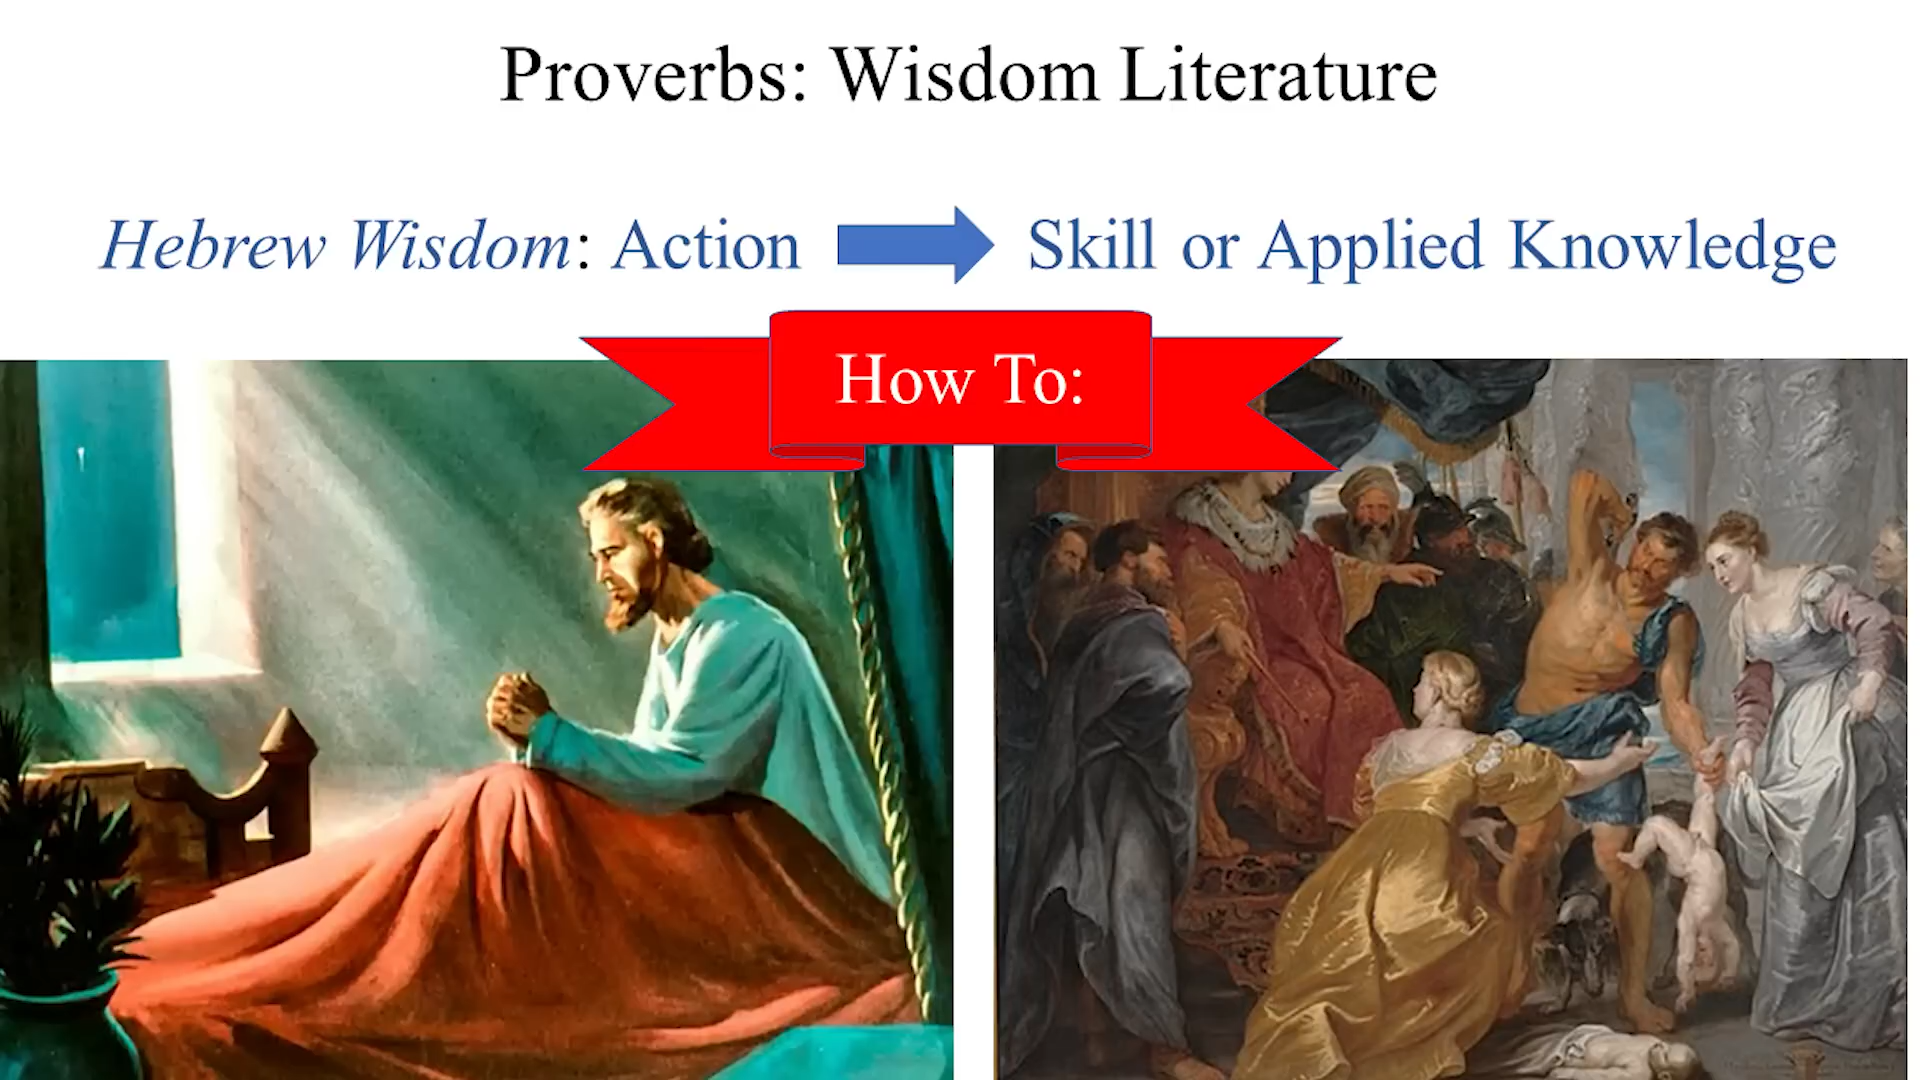 Proverbs: Wisdom Literature
Hebrew Wisdom: Action Skill or Applied Knowledge
How To: